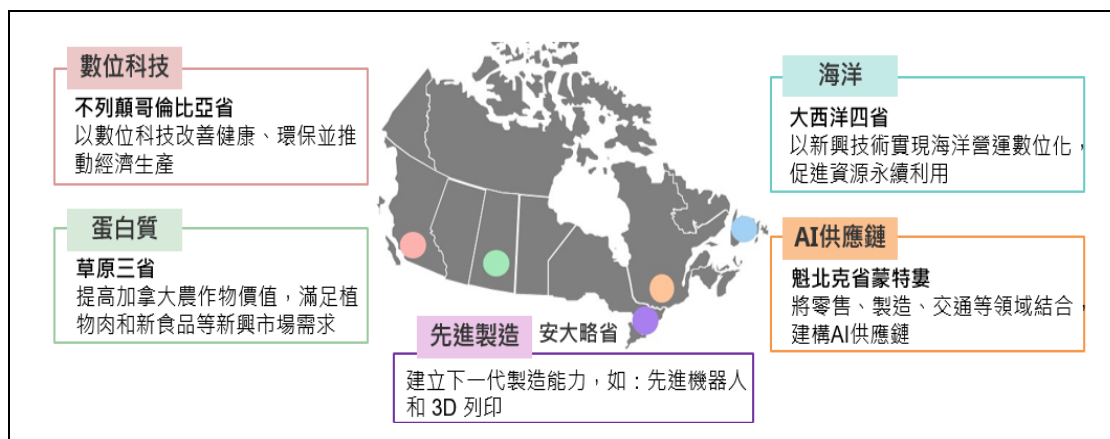 數位科技
不列顛哥倫比亞省
以數位科技改善健康、環保並推
動經濟生產
海洋
大西洋四省
以新興技術實現海洋營運數位化，
促進資源永續利用
蛋白質
草原三省
提高加拿大農作物價值，滿足植
物肉和新食品等新興市場需求
AI供應鏈
魁北克省蒙特婁
將零售、製造、交通等領域結合，
建構AI供應鏈
先進製造
安大略省
建立下一代製造能力，如：先進機器人
和 3D 列印